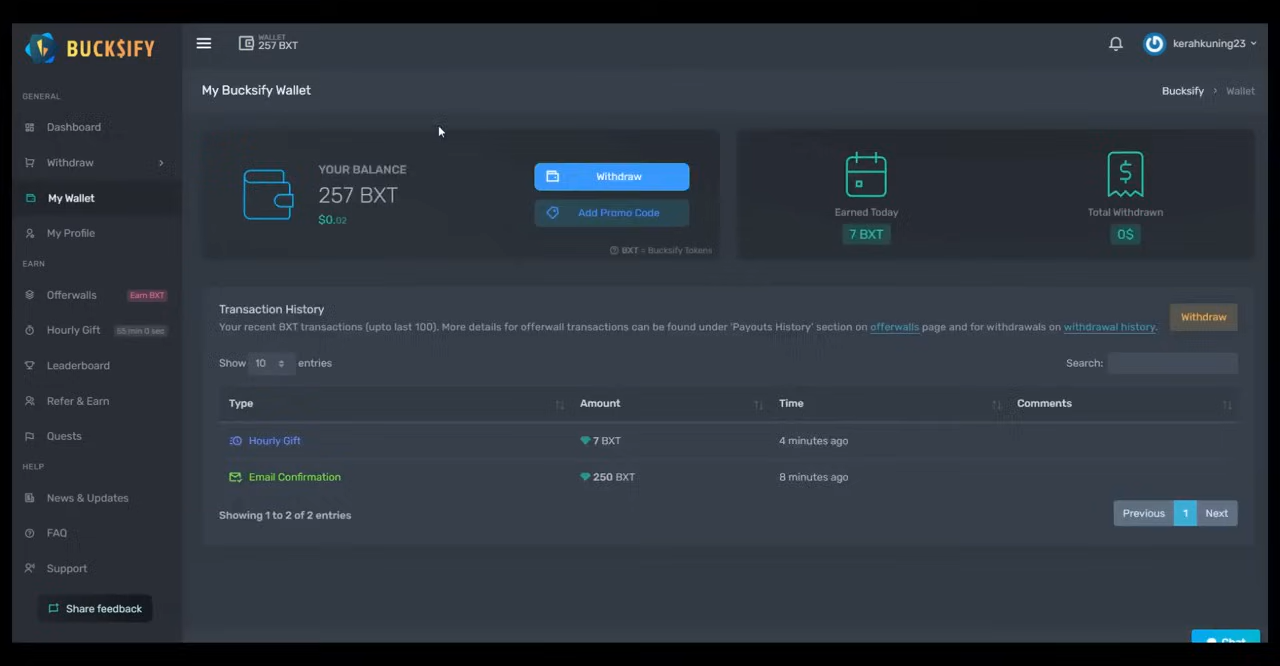 BUCK$IFY
WALLET
257 BXT
kerahkuning23
GENERAL
Dashboard
Withdraw
My Wallet
My Profile
EARN
Offerwalls Earn BXT
Hourly Gift 55 min 0 sec
Leaderboard
Refer & Earn
Quests
HELP
News & Updates
FAQ
Support
Share feedback
My Bucksify Wallet
Bucksify > Wallet
YOUR BALANCE
257 BXT
$0.02
Withdraw
Add Promo Code
BXT = Bucksify Tokens
Earned Today
7 BXT
Total Withdrawn
0$
Transaction History
Your recent BXT transactions (upto last 100). More details for offerwall transactions can be found under 'Payouts History' section on offerwalls page and for withdrawals on withdrawal history.
Withdraw
Show 10 entries
Search:
Type Amount Time Comments
Hourly Gift 7 BXT 4 minutes ago
Email Confirmation 250 BXT 8 minutes ago
Showing 1 to 2 of 2 entries
Previous 1 Next
Chat